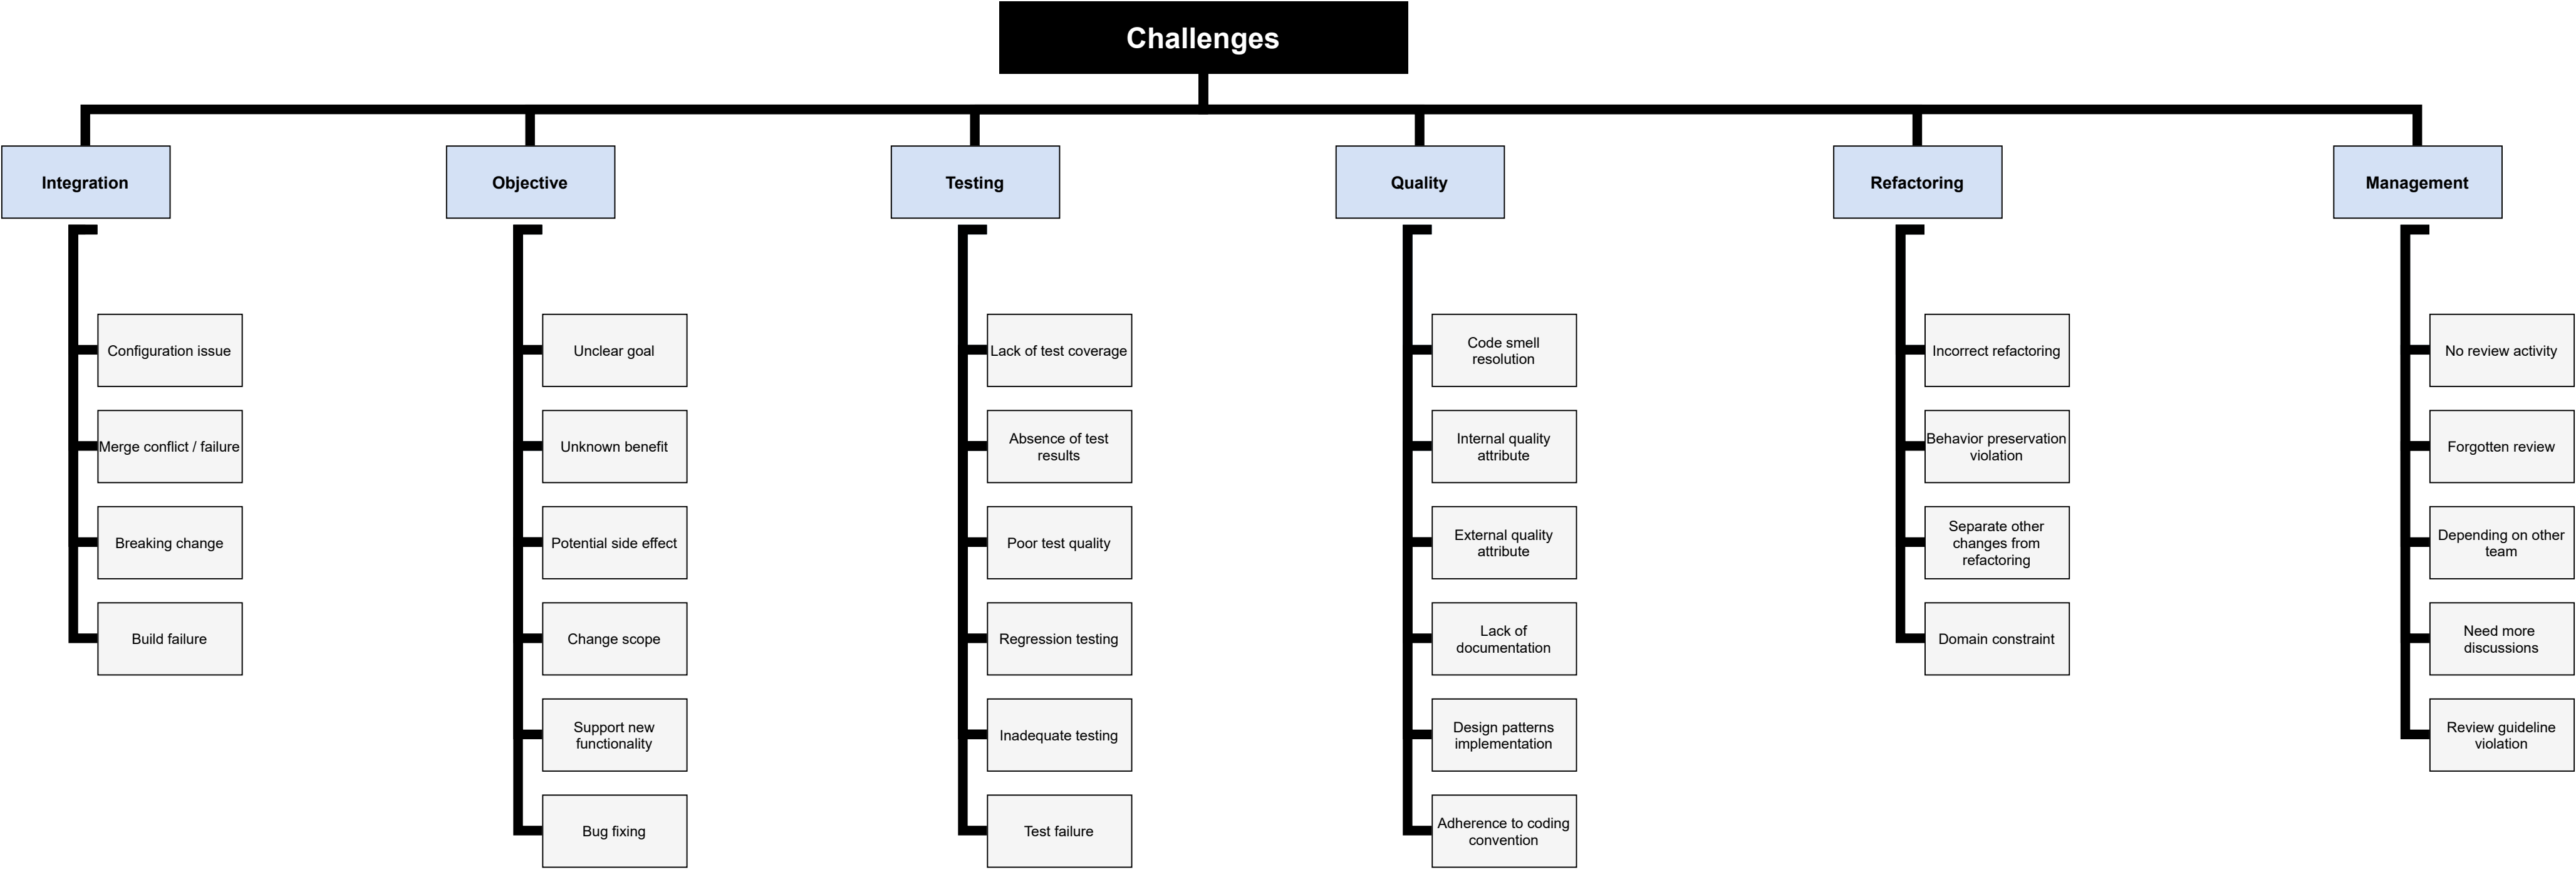 Challenges
Integration
Objective
Testing
Quality
Refactoring
Management
Configuration issue
Merge conflict / failure
Breaking change
Build failure
Unclear goal
Unknown benefit
Potential side effect
Change scope
Support new
functionality
Bug fixing
Lack of test coverage
Absence of test
results
Poor test quality
Regression testing
Inadequate testing
Test failure
Code smell
resolution
Internal quality
attribute
External quality
attribute
Lack of
documentation
Design patterns
implementation
Adherence to coding
convention
Incorrect refactoring
Behavior preservation
violation
Separate other
changes from
refactoring
Domain constraint
No review activity
Forgotten review
Depending on other
team
Need more
discussions
Review guideline
violation